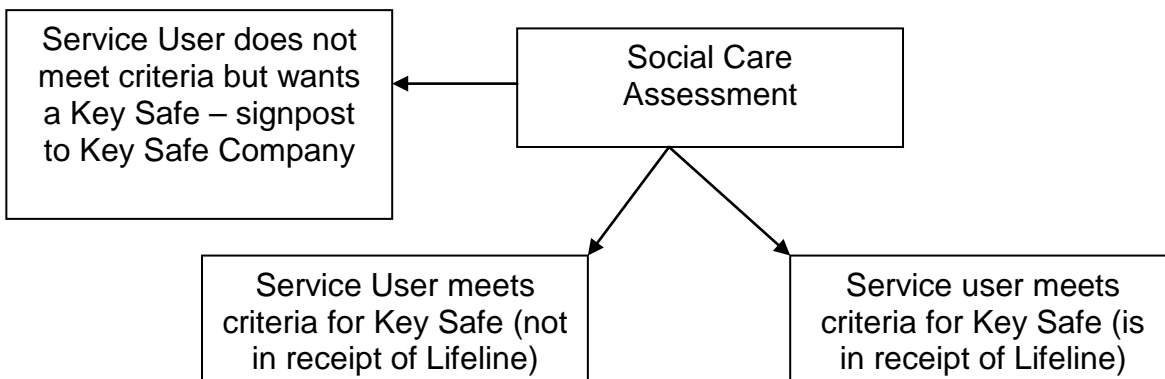 Service User does not
meet criteria but wants
a Key Safe – signpost
to Key Safe Company
Social Care
Assessment
Service User meets
criteria for Key Safe (not
in receipt of Lifeline)
Service user meets
criteria for Key Safe (is
in receipt of Lifeline)